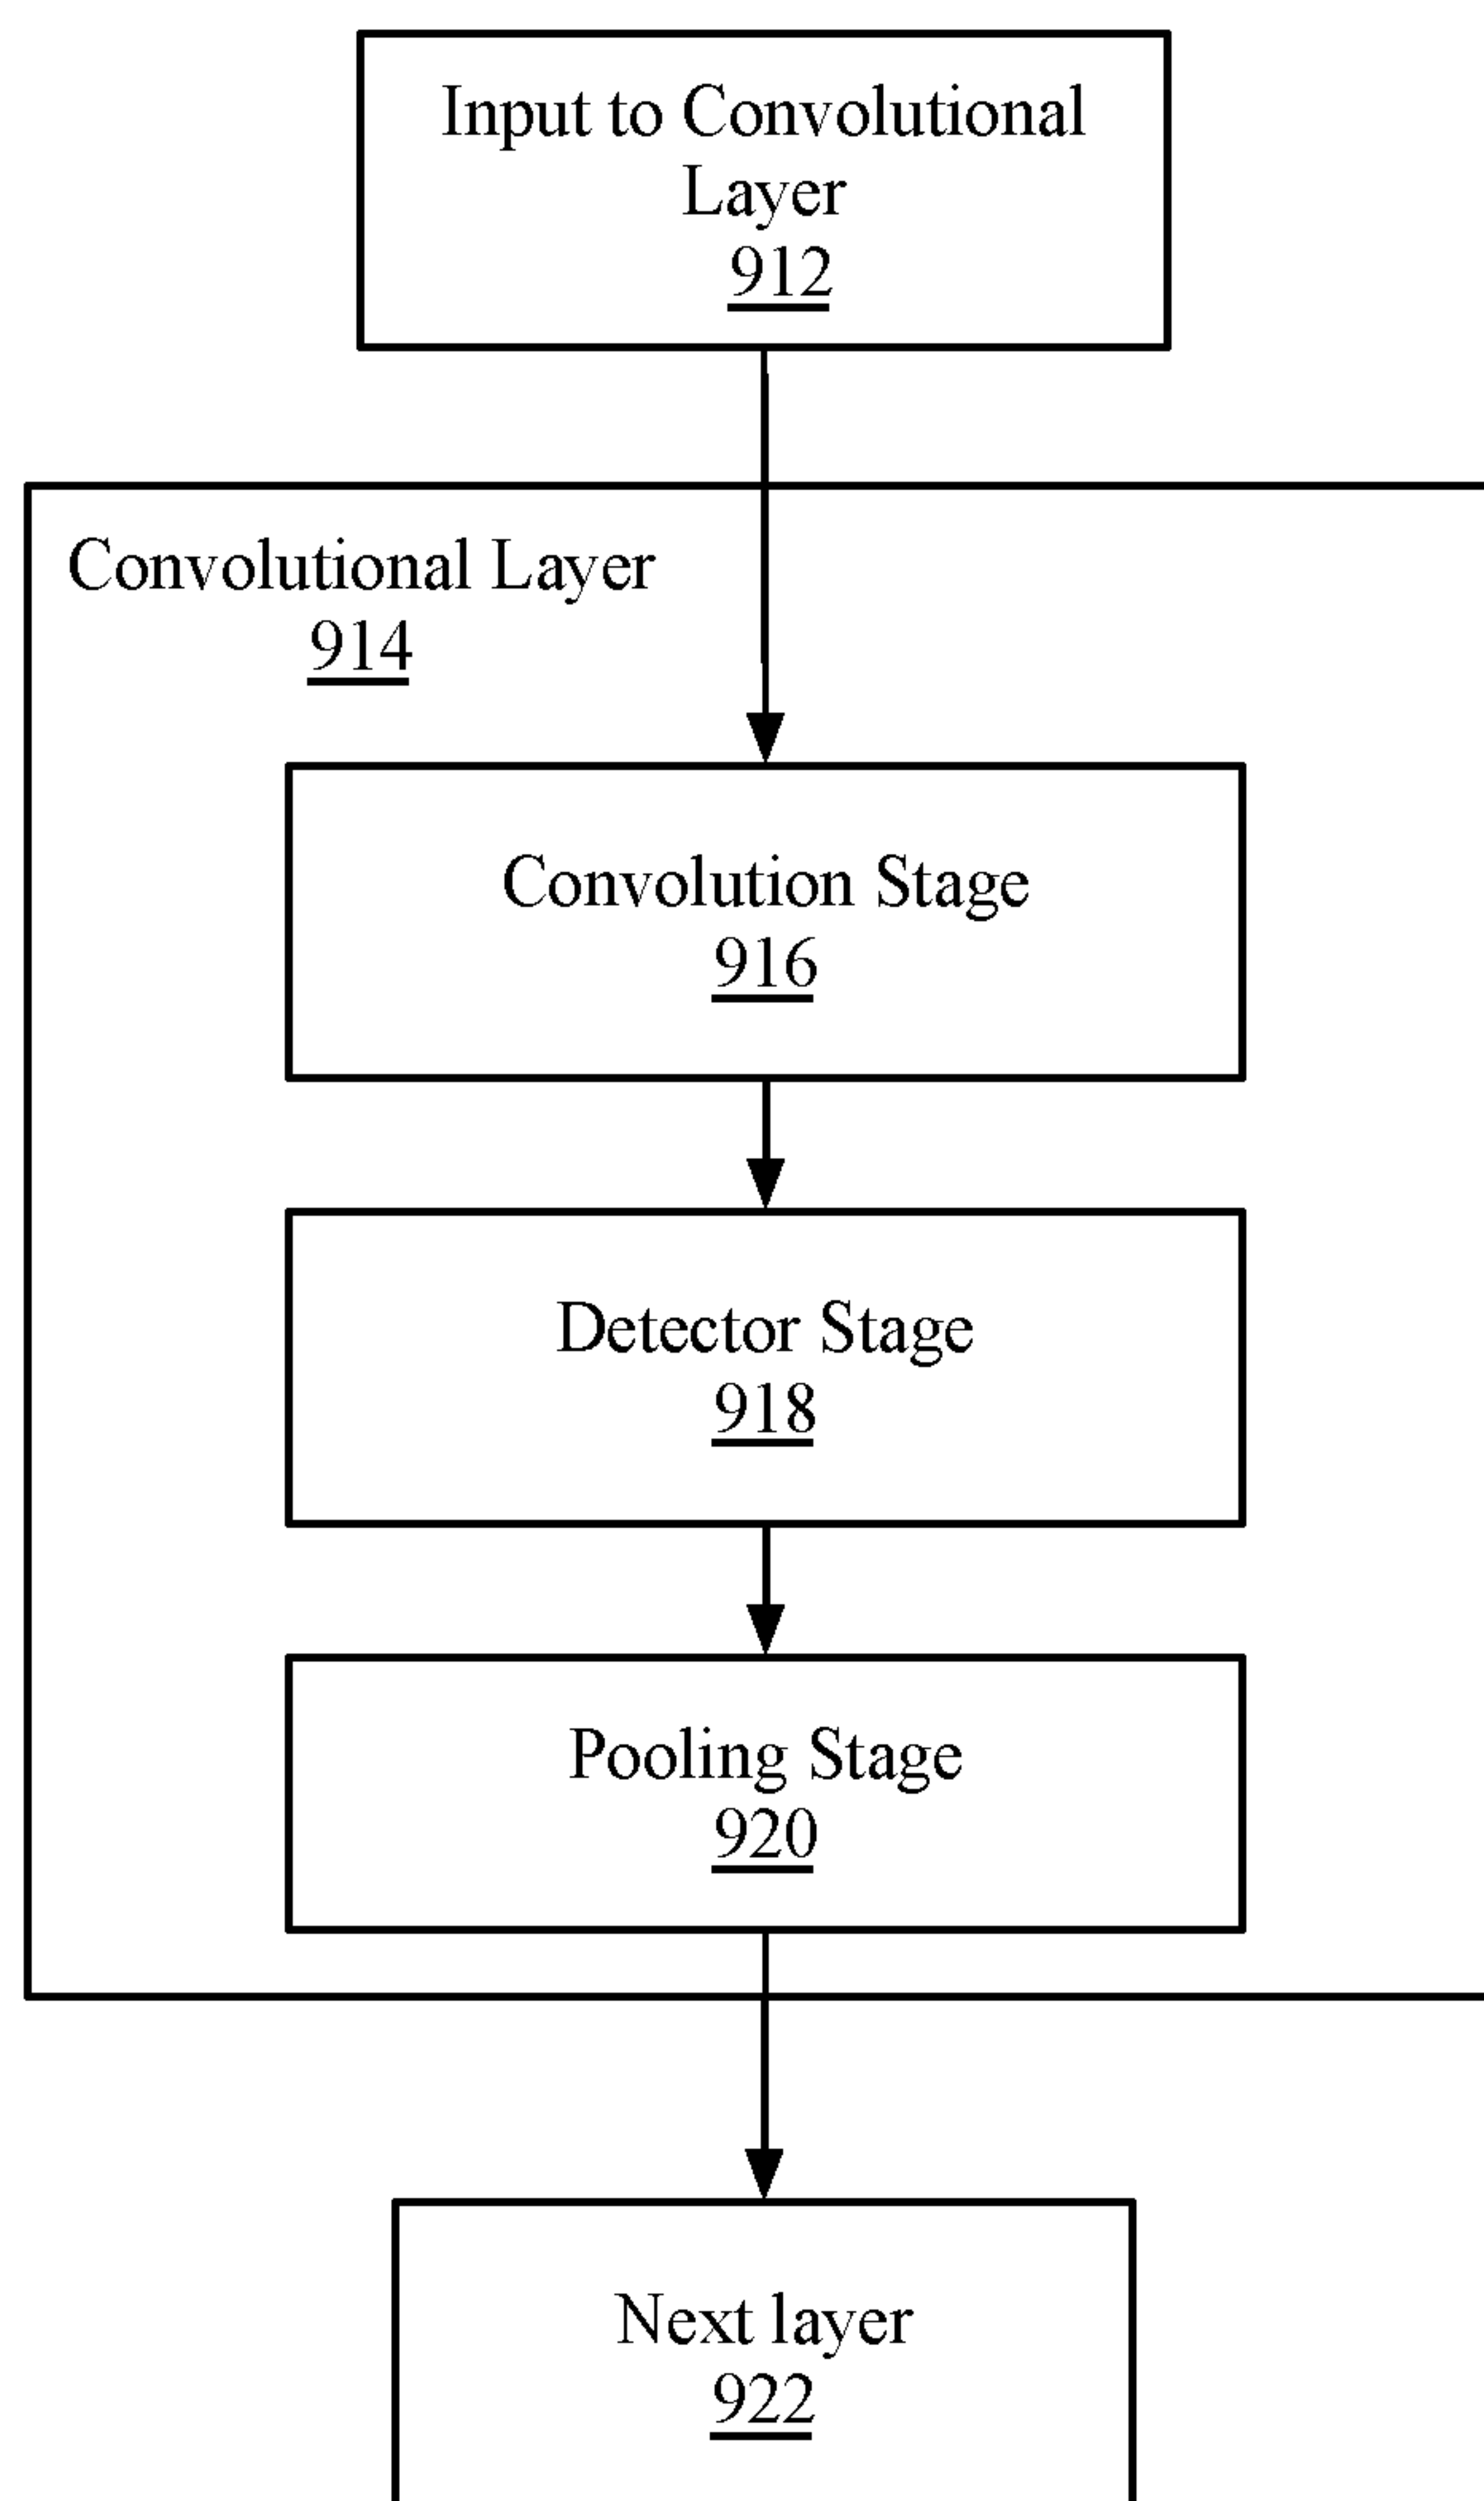 Input to Convolutional
Layer
912
Convolutional Layer
914
Convolution Stage
916
Detector Stage
918
Pooling Stage
920
Next layer
922